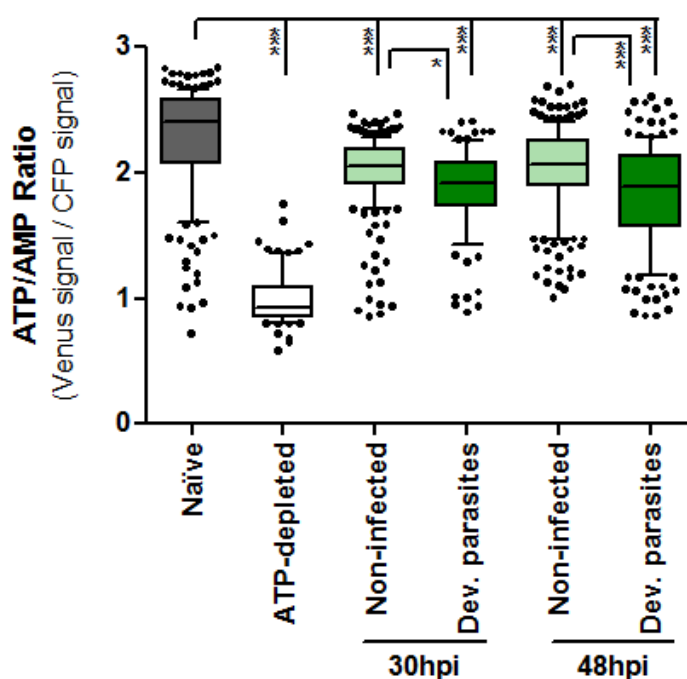 ***
***
***
***
***
*
***
3
2
1
0
ATP/AMP Ratio
(Venus signal / CFP signal)
Naïve
ATP-depleted
Non-infected
Dev. parasites
Non-infected
Dev. parasites
30hpi
48hpi